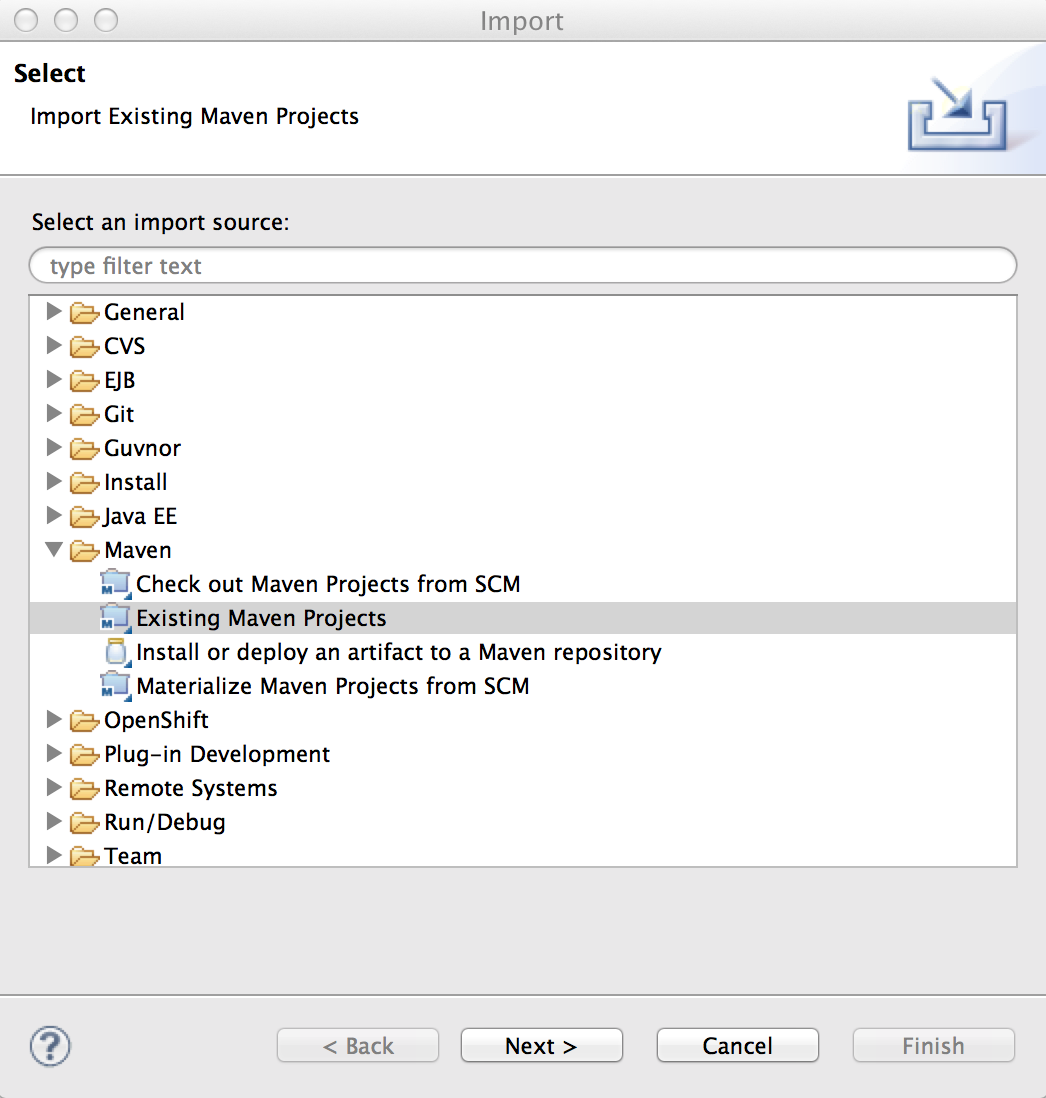 Import
Select
Import Existing Maven Projects
Select an import source:
type filter text
General
CVS
EJB
Git
Guvnor
Install
Java EE
Maven
Check out Maven Projects from SCM
Existing Maven Projects
Install or deploy an artifact to a Maven repository
Materialize Maven Projects from SCM
OpenShift
Plug-in Development
Remote Systems
Run/Debug
Team
? < Back Next > Cancel Finish